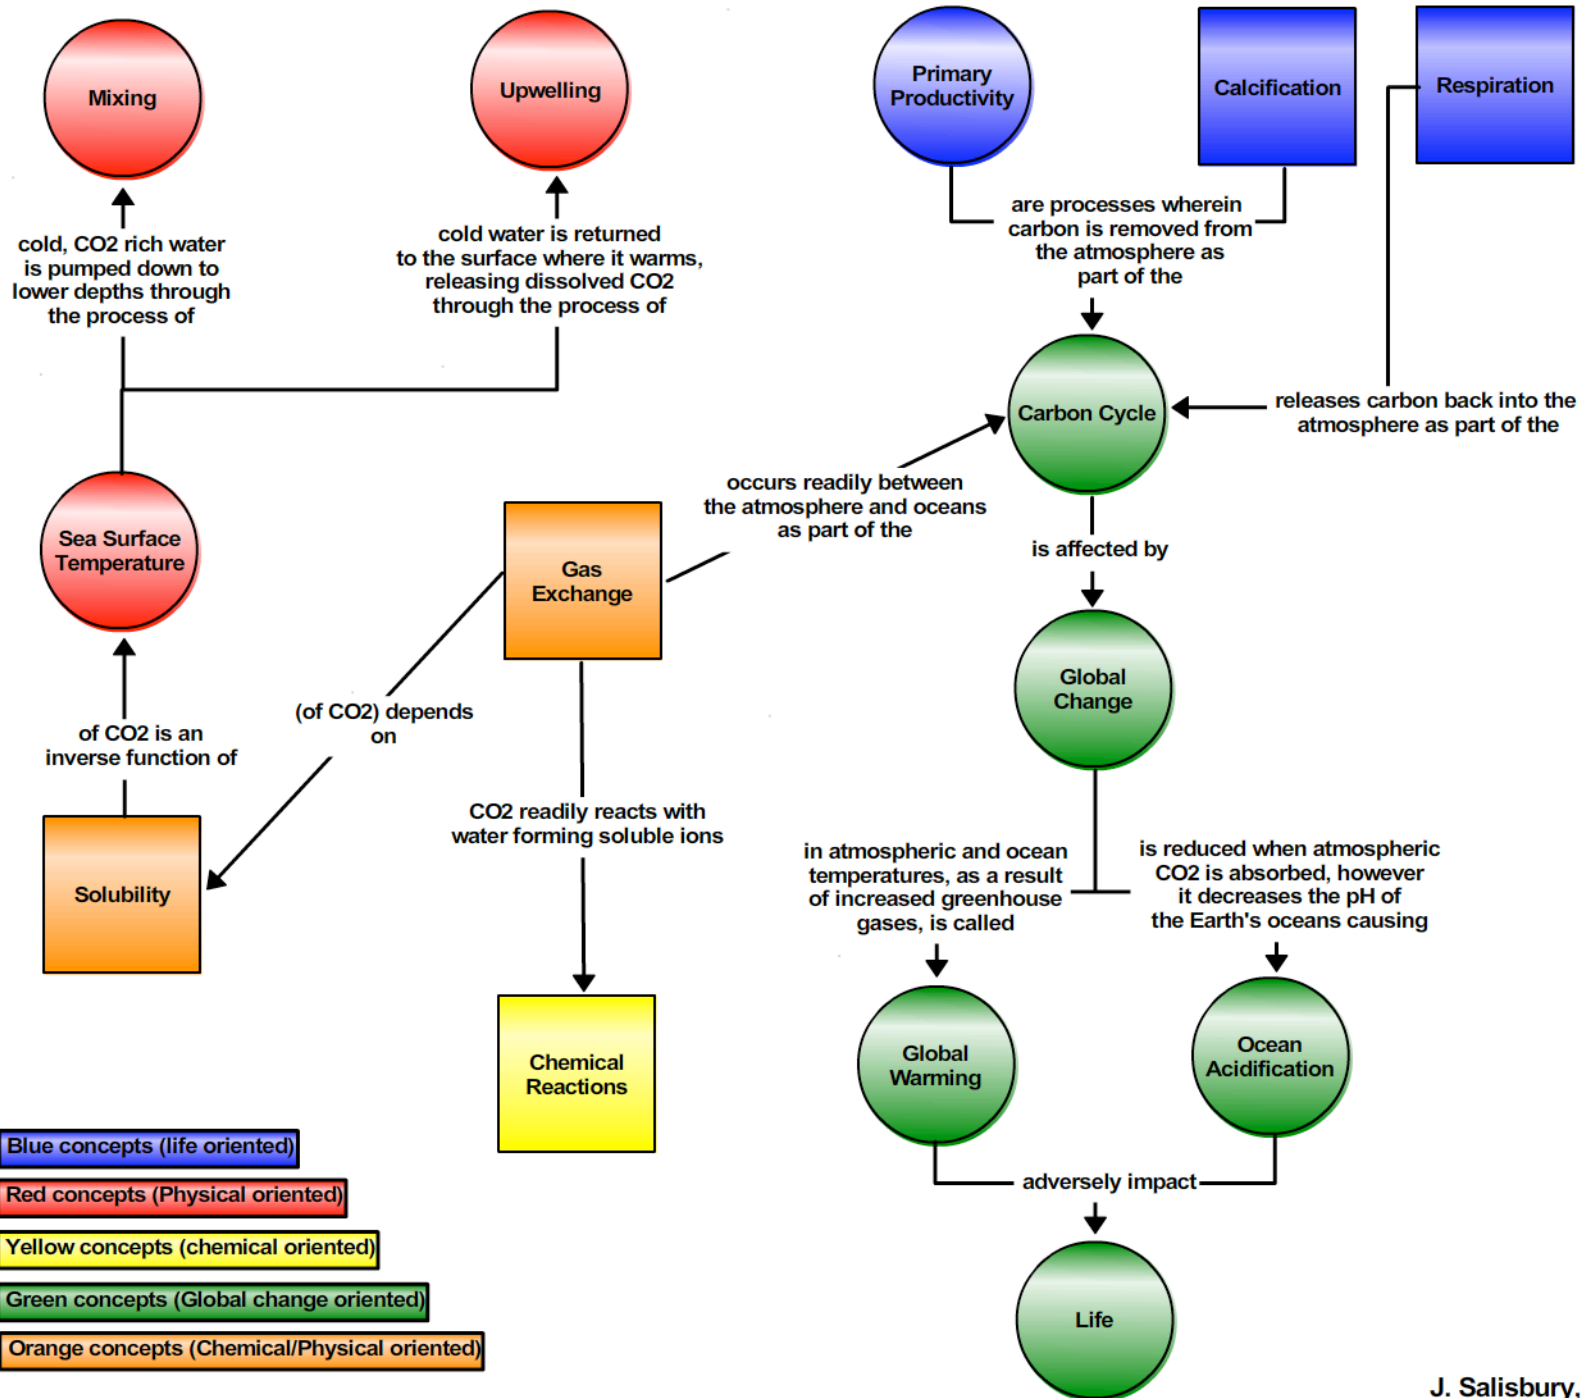 Mixing
Upwelling
Primary
Productivity
Calcification
Respiration
cold, CO2 rich water
is pumped down to
lower depths through
the process of
cold water is returned
to the surface where it warms,
releasing dissolved CO2
through the process of
are processes wherein
carbon is removed from
the atmosphere as
part of the
Carbon Cycle
releases carbon back into the
atmosphere as part of the
occurs readily between
the atmosphere and oceans
as part of the
Sea Surface
Temperature
Gas
Exchange
is affected by
Global
Change
(of CO2) depends
on
of CO2 is an
inverse function of
CO2 readily reacts with
water forming soluble ions
Solubility
in atmospheric and ocean
temperatures, as a result
of increased greenhouse
gases, is called
is reduced when atmospheric
CO2 is absorbed, however
it decreases the pH of
the Earth's oceans causing
Chemical
Reactions
Global
Warming
Ocean
Acidification
adversely impact
Life
Blue concepts (life oriented)
Red concepts (Physical oriented)
Yellow concepts (chemical oriented)
Green concepts (Global change oriented)
Orange concepts (Chemical/Physical oriented)
J. Salisbury.